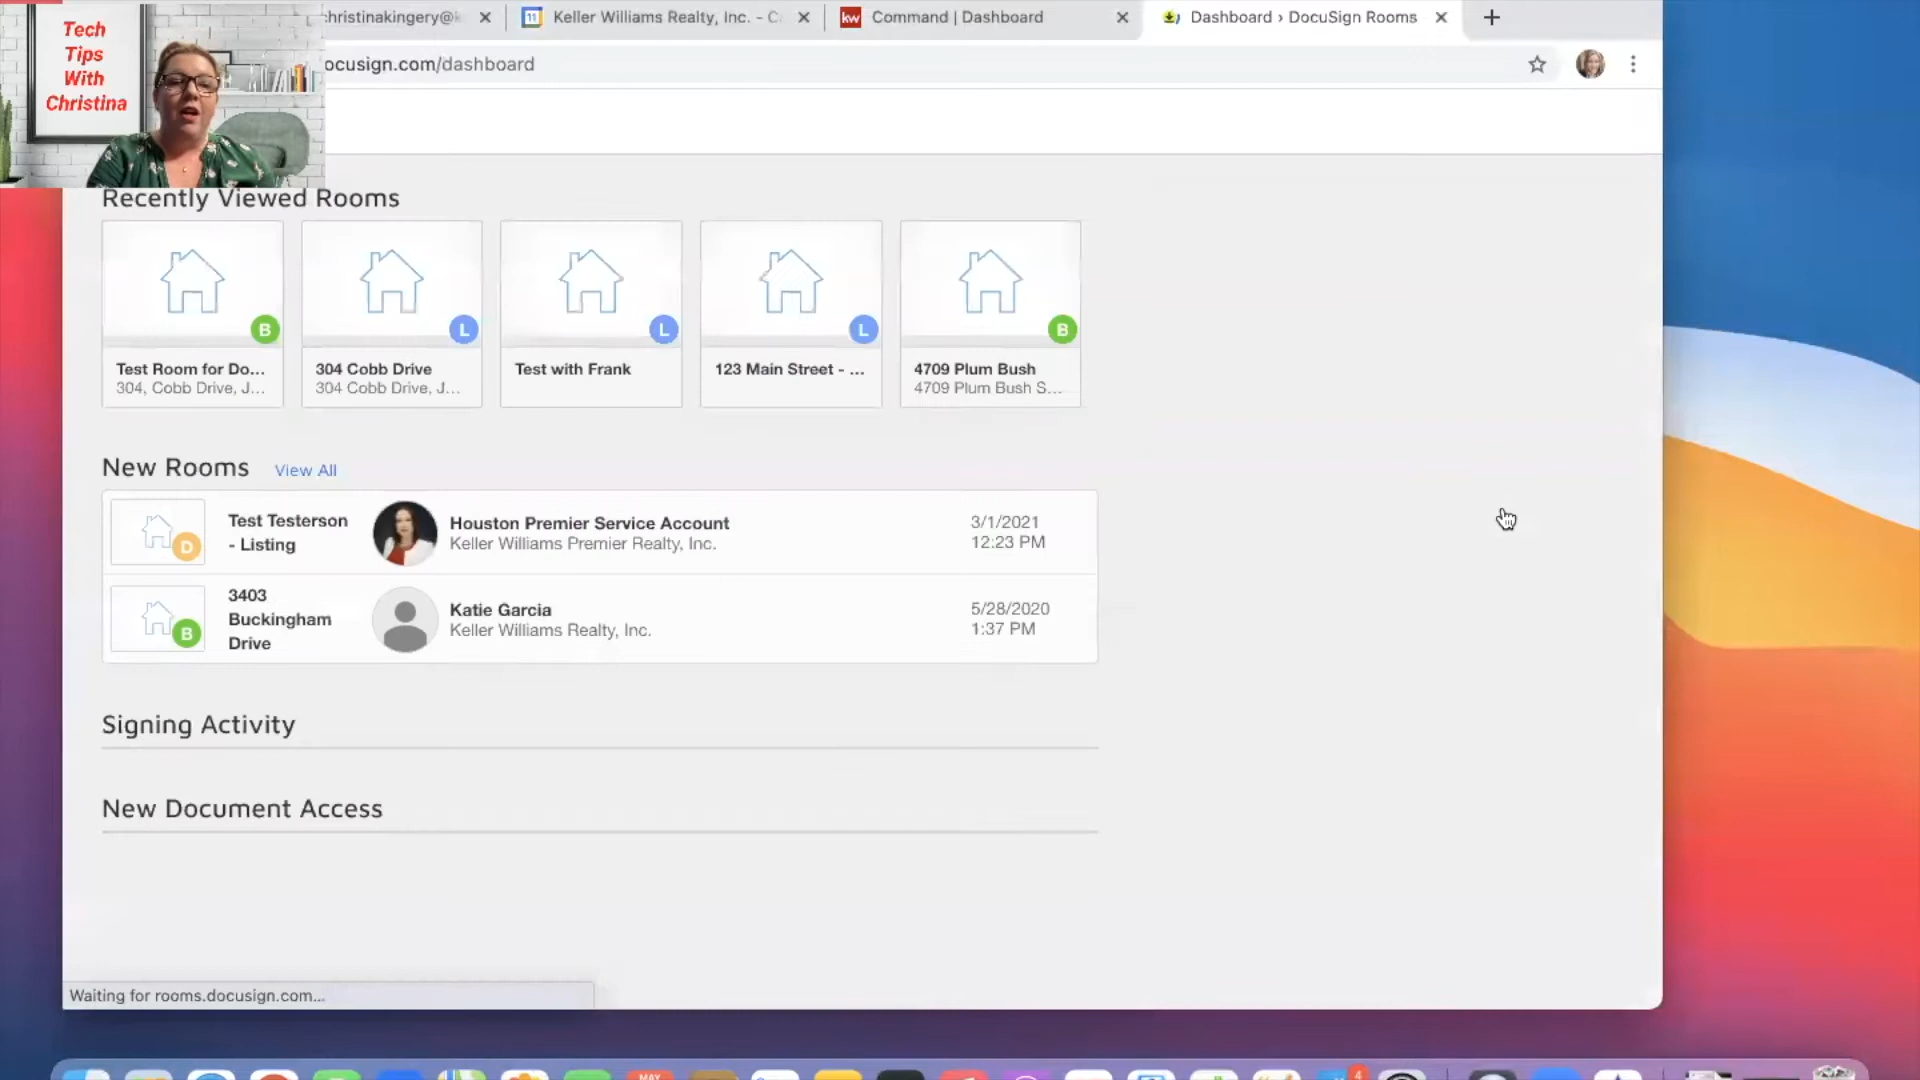 Tech
Tips
With
Christina
christinakingery@
Keller Williams Realty, Inc. - C
kw
Command | Dashboard
Dashboard › DocuSign Rooms
ocusign.com/dashboard
Recently Viewed Rooms
B
L
L
L
B
Test Room for Do...
304, Cobb Drive, J...
304 Cobb Drive
304 Cobb Drive, J...
Test with Frank
123 Main Street - ...
4709 Plum Bush
4709 Plum Bush S...
New Rooms
View All
D
Test Testerson
- Listing
Houston Premier Service Account
Keller Williams Premier Realty, Inc.
3/1/2021
12:23 PM
B
3403
Buckingham
Drive
Katie Garcia
Keller Williams Realty, Inc.
5/28/2020
1:37 PM
Signing Activity
New Document Access
Waiting for rooms.docusign.com...
MAY
4